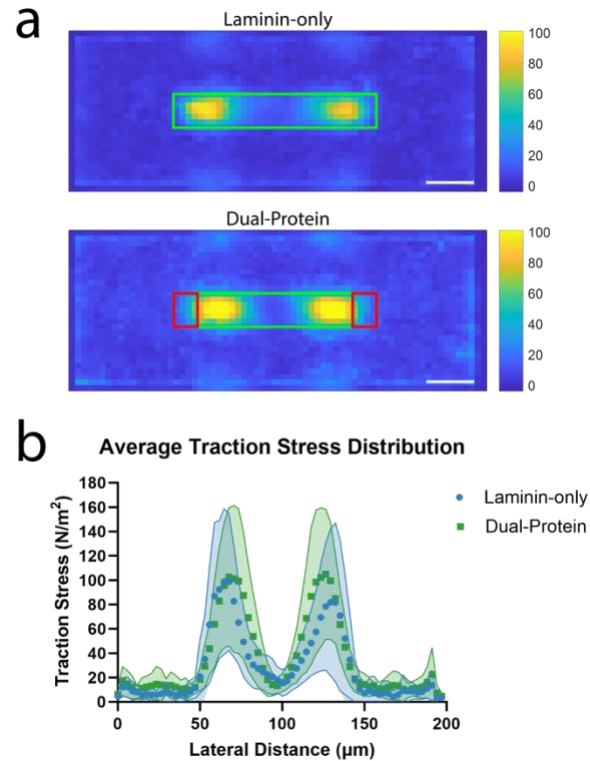 a
Laminin-only
100
80
60
40
20
0
Dual-Protein
100
80
60
40
20
0
b
Average Traction Stress Distribution
Traction Stress (N/m²)
180
160
140
120
100
80
60
40
20
0
0 50 100 150 200
Lateral Distance (µm)
Laminin-only
Dual-Protein